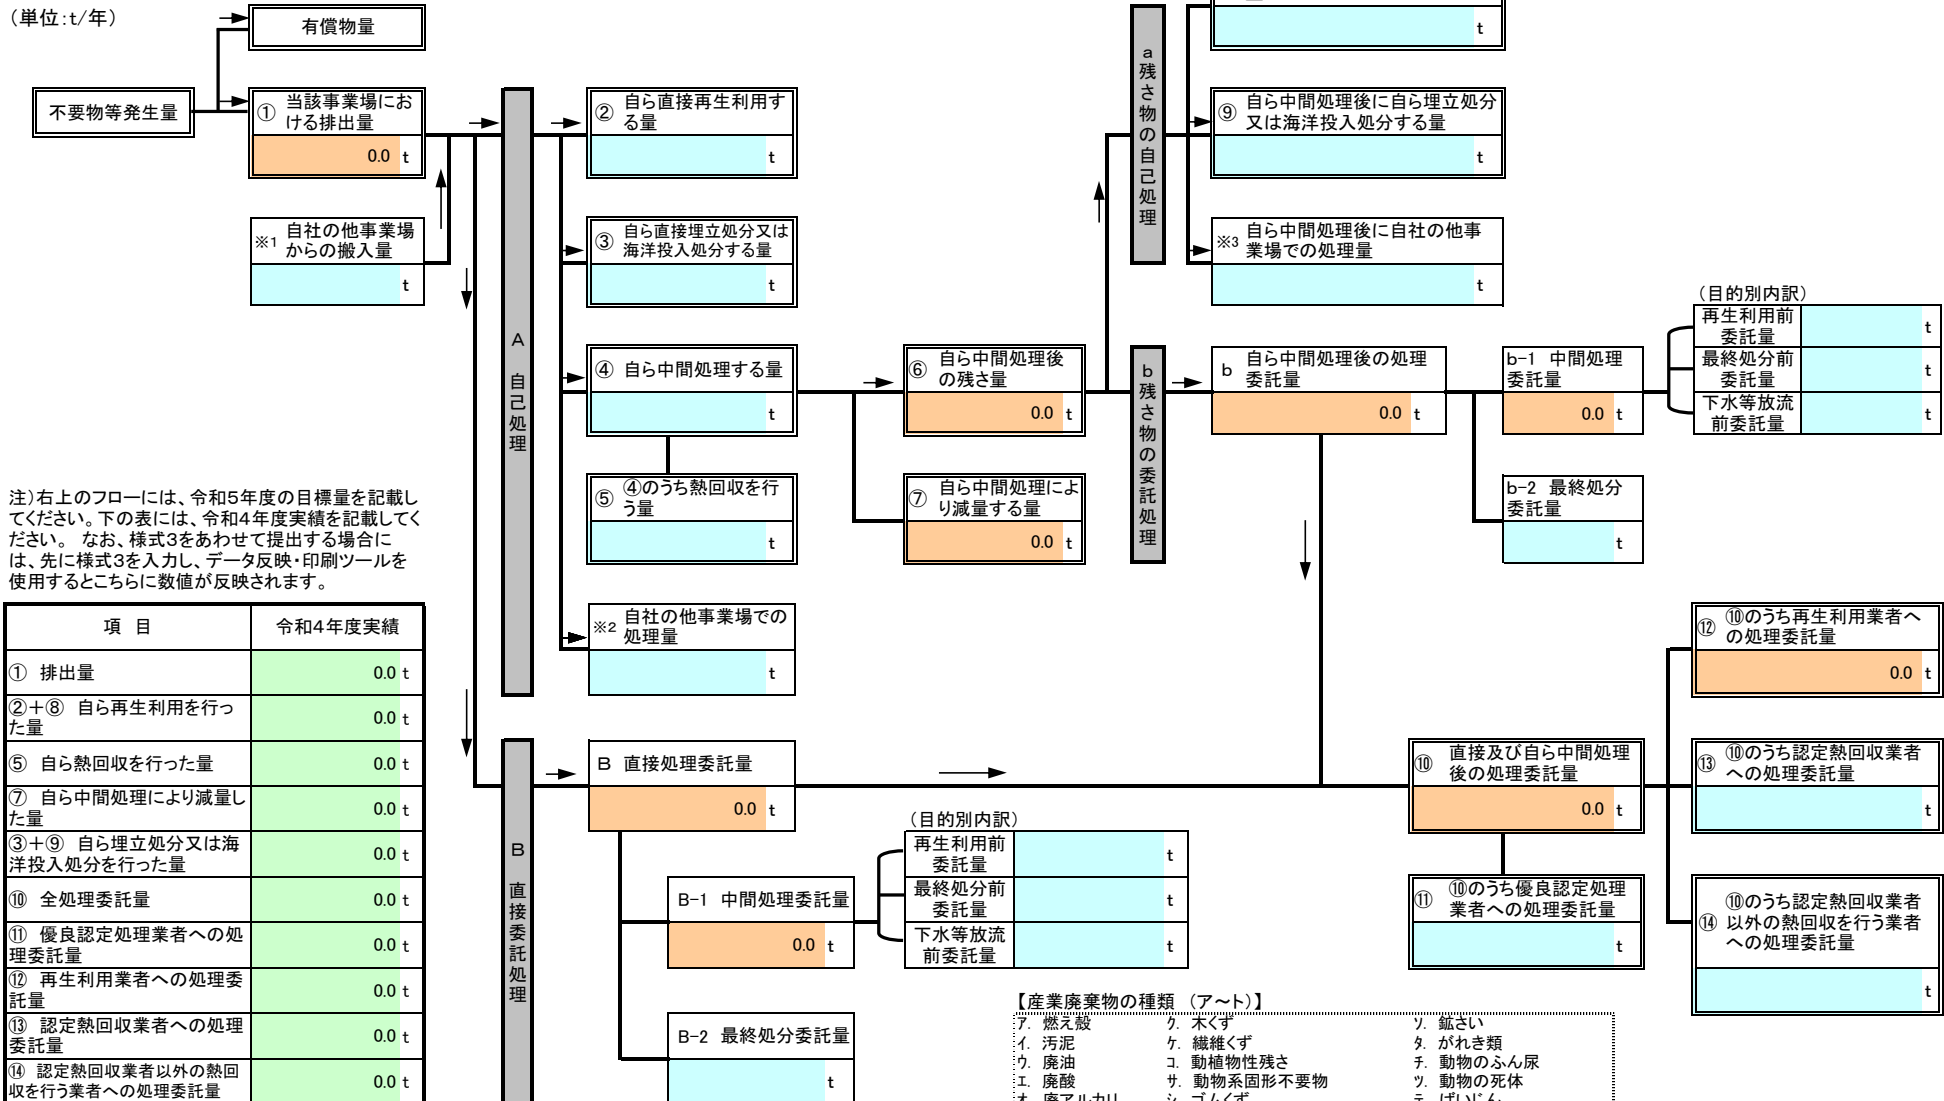 （単位：t/年）
有償物量
不要物等発生量
① 当該事業場にお
ける排出量
0.0 t
※1 自社の他事業場
からの搬入量
t
A 自己処理
② 自ら直接再生利用す
る量
t
③ 自ら直接埋立処分又は
海洋投入処分する量
t
④ 自ら中間処理する量
t
⑤ ④のうち熱回収を行
う量
t
※2 自社の他事業場での
処理量
t
⑥ 自ら中間処理後
の残さ量
0.0 t
⑦ 自ら中間処理によ
り減量する量
0.0 t
a 残さ物の自己処理
t
⑨ 自ら中間処理後に自ら埋立処分
又は海洋投入処分する量
t
※3 自ら中間処理後に自社の他事
業場での処理量
t
b 残さ物の委託処理
b 自ら中間処理後の処理
委託量
0.0 t
b-1 中間処理
委託量
0.0 t
（目的別内訳）
再生利用前
委託量
t
最終処分前
委託量
t
下水等放流
前委託量
t
b-2 最終処分
委託量
t
注）右上のフローには、令和５年度の目標量を記載し
てください。下の表には、令和４年度実績を記載してく
ださい。 なお、様式３をあわせて提出する場合に
は、先に様式３を入力し、データ反映・印刷ツールを
使用するとこちらに数値が反映されます。
項 目 令和４年度実績
① 排出量 0.0 t
②＋⑧ 自ら再生利用を行っ
た量 0.0 t
⑤ 自ら熱回収を行った量 0.0 t
⑦ 自ら中間処理により減量し
た量 0.0 t
③＋⑨ 自ら埋立処分又は海
洋投入処分を行った量 0.0 t
⑩ 全処理委託量 0.0 t
⑪ 優良認定処理業者への処
理委託量 0.0 t
⑫ 再生利用業者への処理委
託量 0.0 t
⑬ 認定熱回収業者への処理
委託量 0.0 t
⑭ 認定熱回収業者以外の熱回
収を行う業者への処理委託量 0.0 t
B 直接委託処理
B 直接処理委託量
0.0 t
B-1 中間処理委託量
0.0 t
（目的別内訳）
再生利用前
委託量
t
最終処分前
委託量
t
下水等放流
前委託量
t
B-2 最終処分委託量
t
⑩ 直接及び自ら中間処理
後の処理委託量
0.0 t
⑪ ⑩のうち優良認定処理
業者への処理委託量
t
⑫ ⑩のうち再生利用業者へ
の処理委託量
0.0 t
⑬ ⑩のうち認定熱回収業者
への処理委託量
t
⑭ ⑩のうち認定熱回収業者
以外の熱回収を行う業者
への処理委託量
t
【産業廃棄物の種類 （ア～ト）】
ア. 燃え殻 ク. 木くず ソ. 鉱さい
イ. 汚泥 ケ. 繊維くず タ. がれき類
ウ. 廃油 コ. 動植物性残さ チ. 動物のふん尿
エ. 廃酸 サ. 動物系固形不要物 ツ. 動物の死体
オ. 廃アルカリ シ. ゴムくず テ. ばいじん